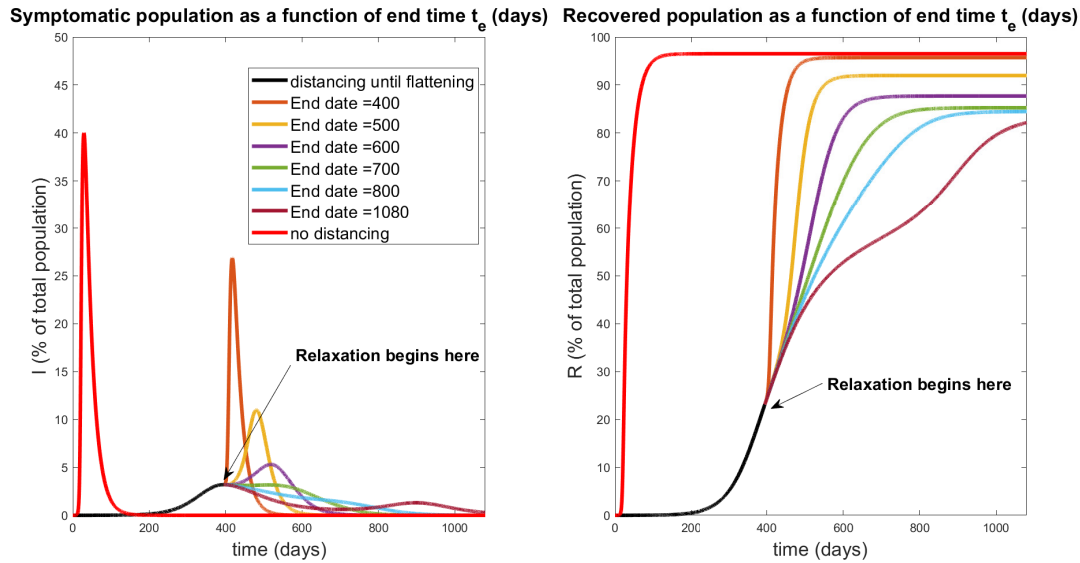 Symptomatic population as a function of end time te (days)
50
45
40
35
30
25
20
15
10
5
0
I (% of total population)
distancing until flattening
End date =400
End date =500
End date =600
End date =700
End date =800
End date =1080
no distancing
Relaxation begins here
0 200 400 600 800 1000
time (days)
Recovered population as a function of end time te (days)
100
90
80
70
60
50
40
30
20
10
0
R (% of total population)
Relaxation begins here
0 200 400 600 800 1000
time (days)